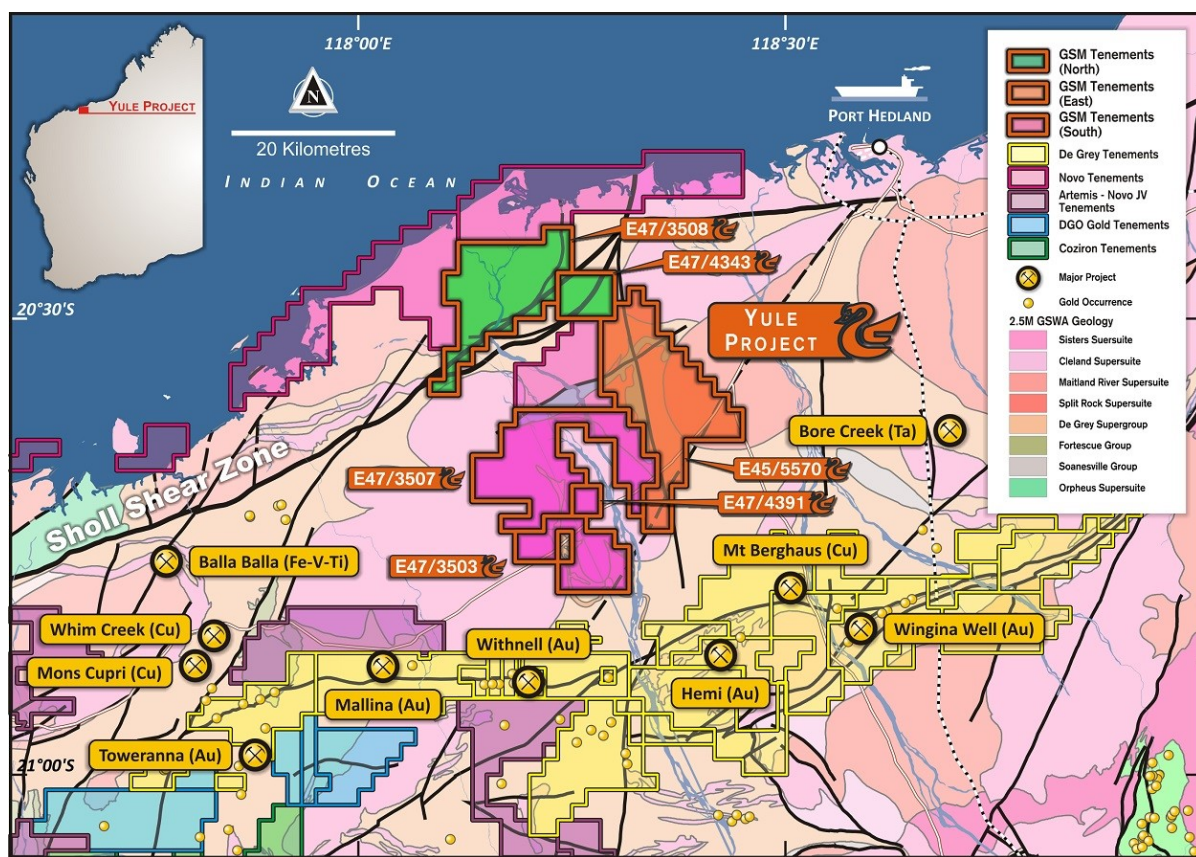 118°00'E
118°30'E
YULE PROJECT
N
20 Kilometres
INDIAN OCEAN
PORT HEDLAND
GSM Tenements
(North)
GSM Tenements
(East)
GSM Tenements
(South)
De Grey Tenements
Novo Tenements
Artemis - Novo JV
Tenements
DGO Gold Tenements
Coziron Tenements
Major Project
Gold Occurrence
2.5M GSWA Geology
Sisters Suersuite
Cleland Supersuite
Maitland River Supersuite
Split Rock Supersuite
De Grey Supergroup
Fortescue Group
Soanesville Group
Orpheus Supersuite
E47/3508
E47/4343
20°30'S
YULE
PROJECT
Bore Creek (Ta)
E47/3507
E45/5570
E47/4391
Sholl Shear Zone
Mt Berghaus (Cu)
Balla Balla (Fe-V-Ti)
E47/3503
Whim Creek (Cu)
Withnell (Au)
Wingina Well (Au)
Mons Cupri (Cu)
Mallina (Au)
Hemi (Au)
Toweranna (Au)
21°00'S